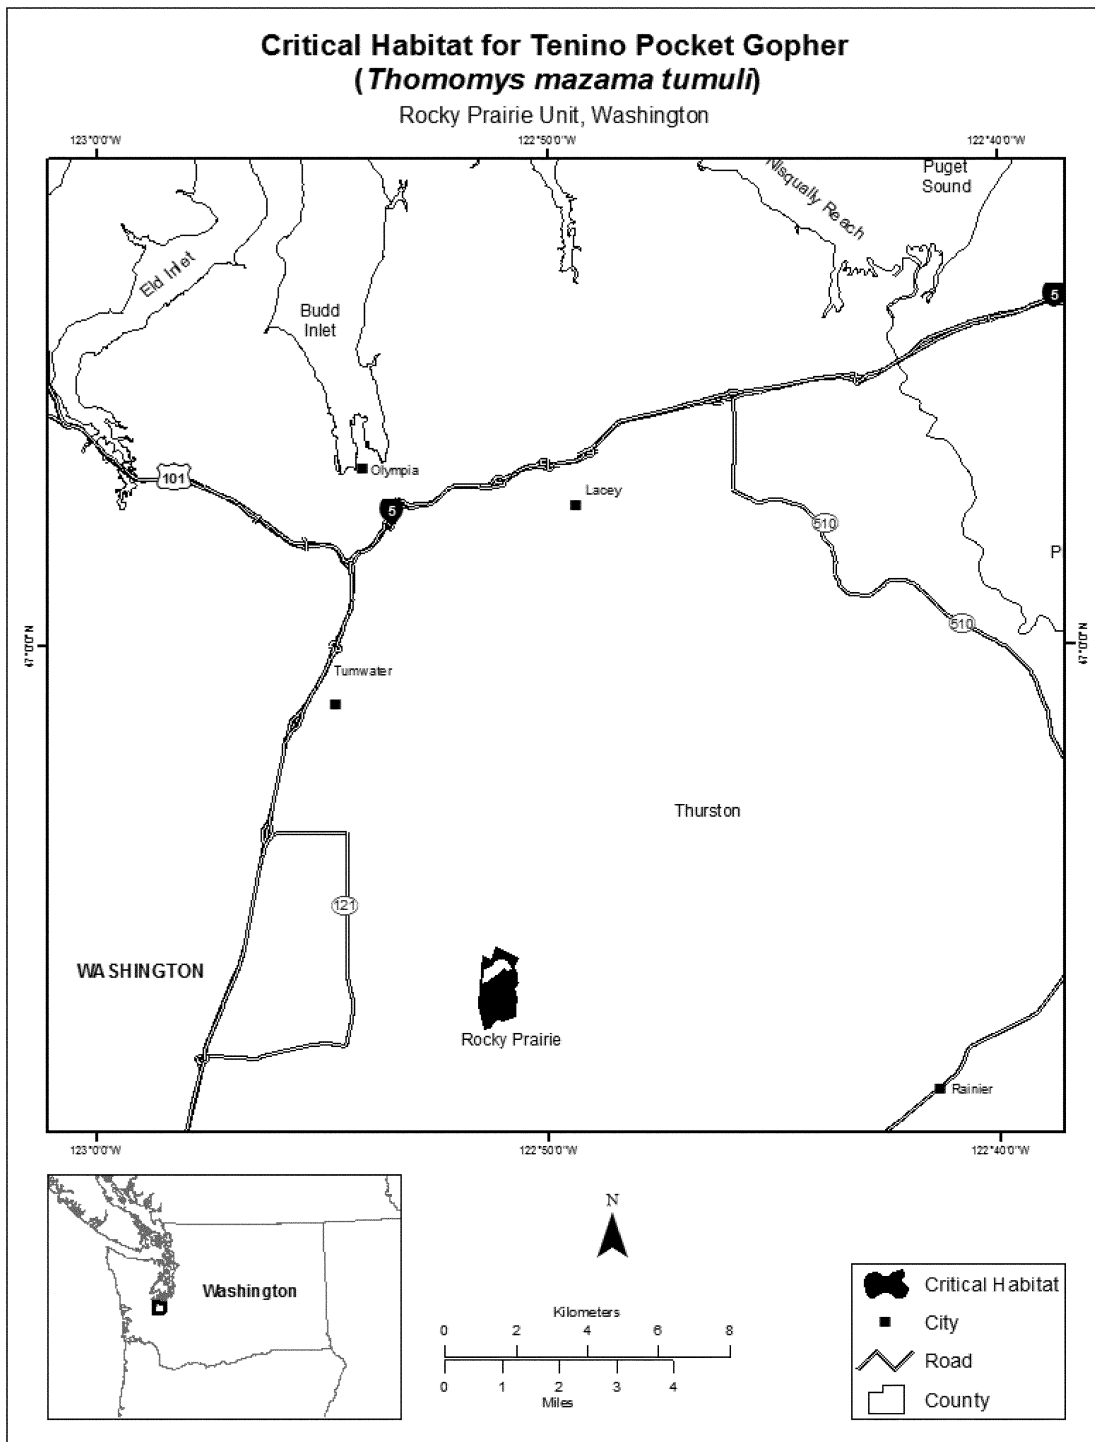 Critical Habitat for Tenino Pocket Gopher
(Thomomys mazama tumuli)
Rocky Prairie Unit, Washington
123°0'0"W
122°50'0"W
122°40'0"W
Puget
Sound
Nisqually Reach
Eld Inlet
5
Budd
Inlet
101
Olympia
Lacey
5
510
P
510
47°0'0"N
47°0'0"N
Tumwater
Thurston
121
WASHINGTON
Rocky Prairie
Rainier
123°0'0"W
122°50'0"W
122°40'0"W
N
Washington
Kilometers
0 2 4 6 8
0 1 2 3 4
Miles
Critical Habitat
City
Road
County